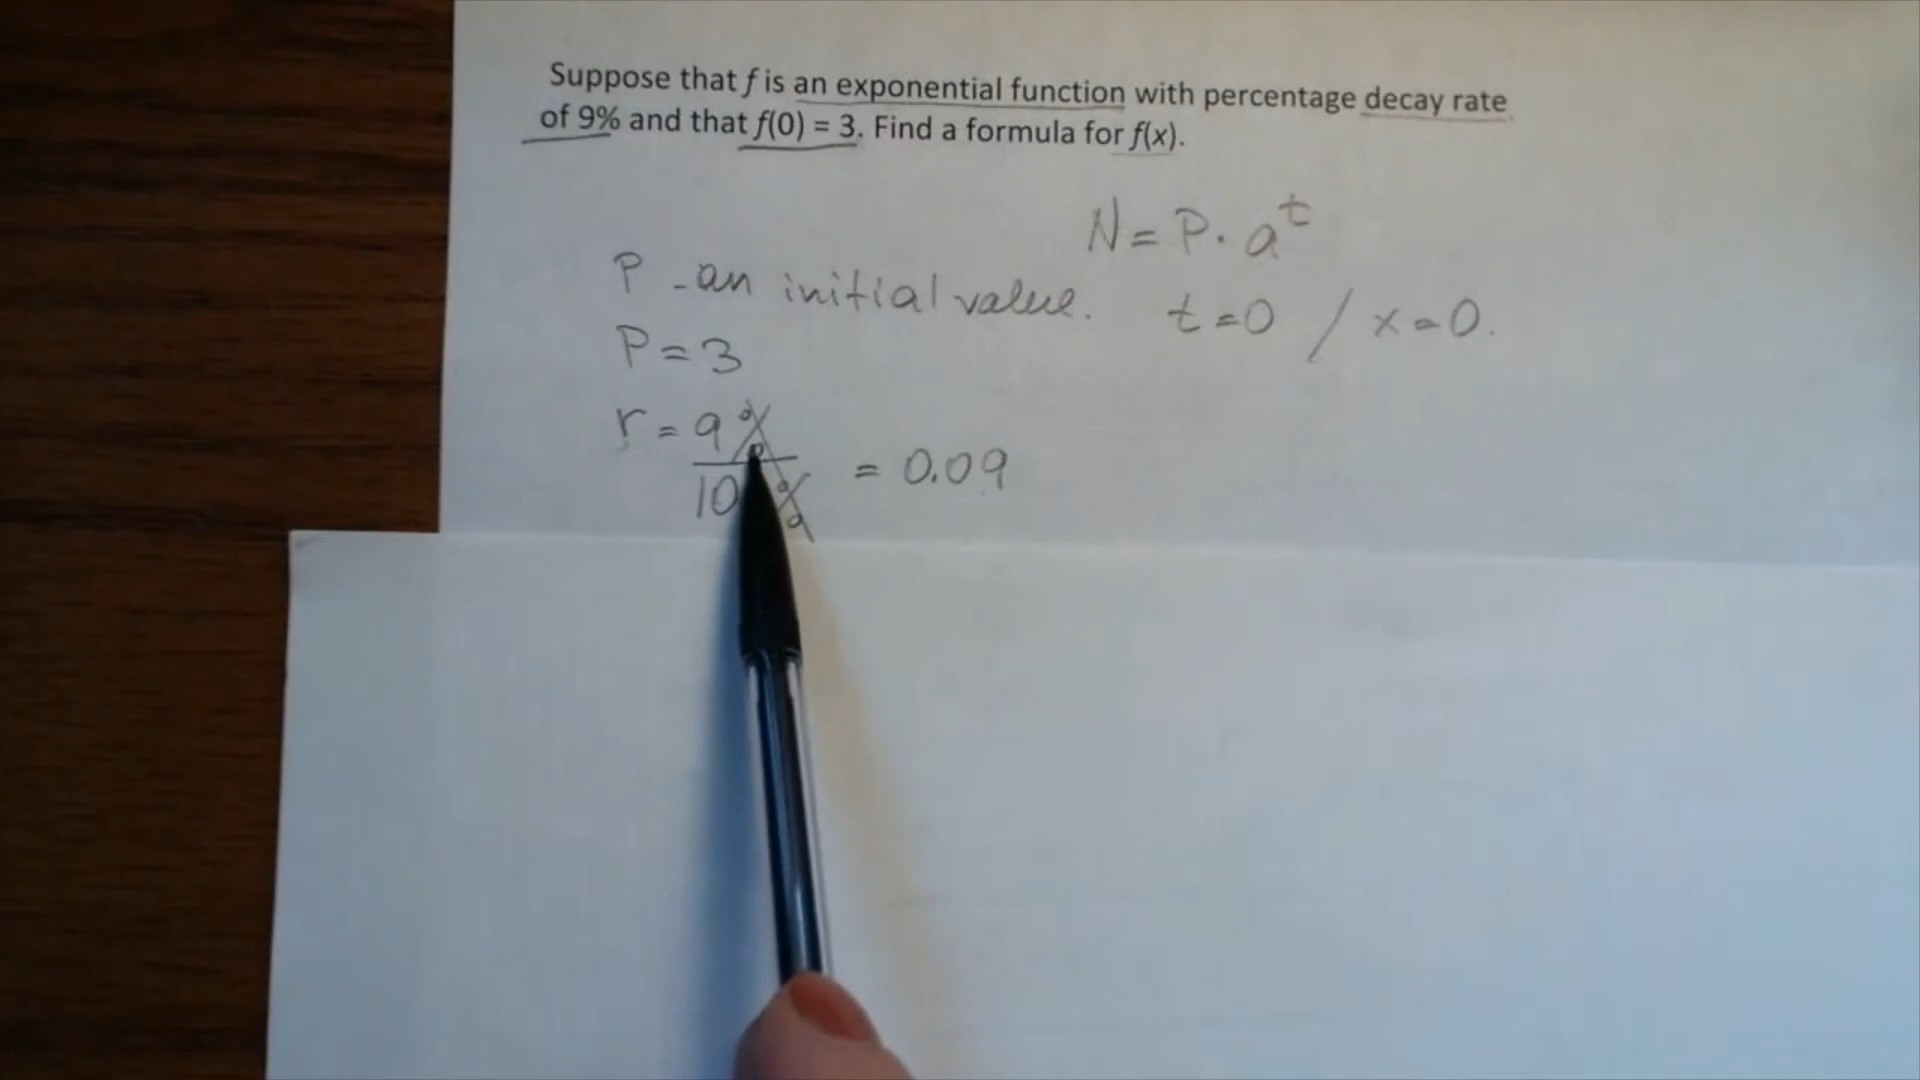 Suppose that f is an exponential function with percentage decay rate
of 9% and that f(0) = 3. Find a formula for f(x).
N = P · a^t
P - an initial value. t = 0 / x = 0.
P = 3
r = 9%
10 % = 0.09